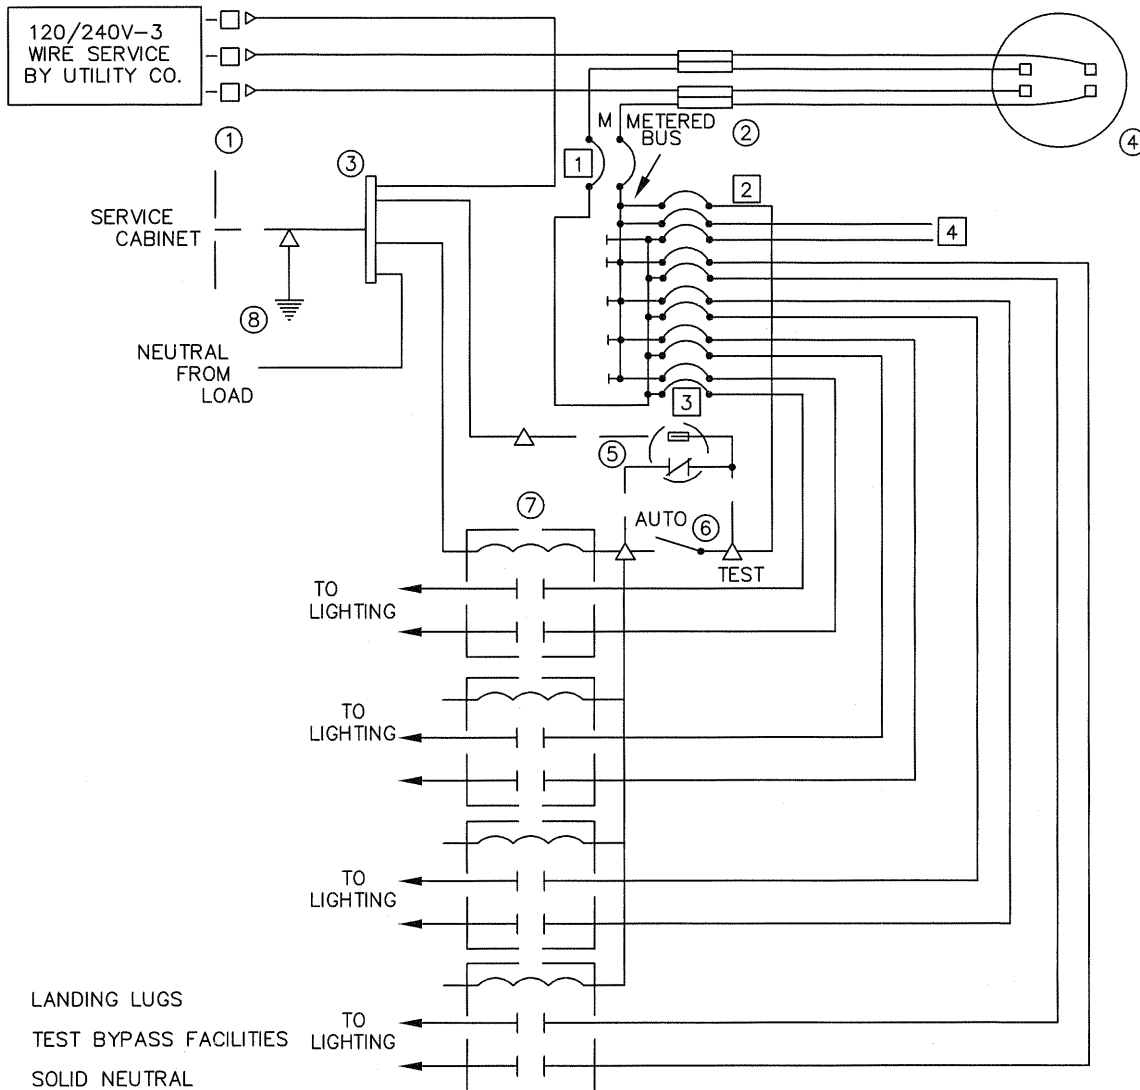 120/240V-3
WIRE SERVICE
BY UTILITY CO.
1
3
M METERED
BUS
2
4
1
2
SERVICE
CABINET
4
8
NEUTRAL
FROM
LOAD
3
5
7
AUTO
6
TEST
TO
LIGHTING
TO
LIGHTING
TO
LIGHTING
LANDING LUGS
TEST BYPASS FACILITIES
SOLID NEUTRAL
TO
LIGHTING